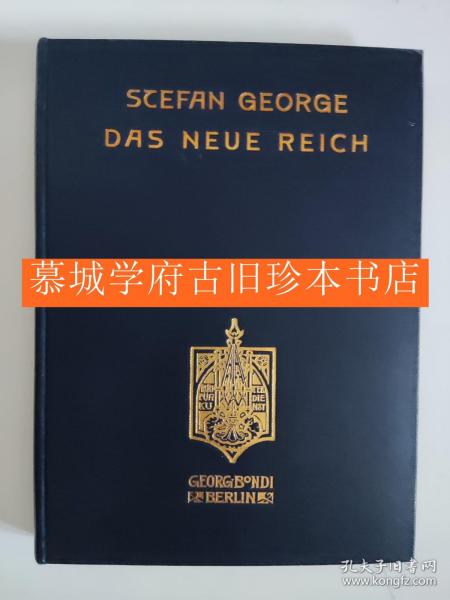 STEFAN GEORGE
DAS NEUE REICH
慕城学府古旧珍本书店
GEORG BONDI
BERLIN
孔夫子旧书网
www.kongfz.com